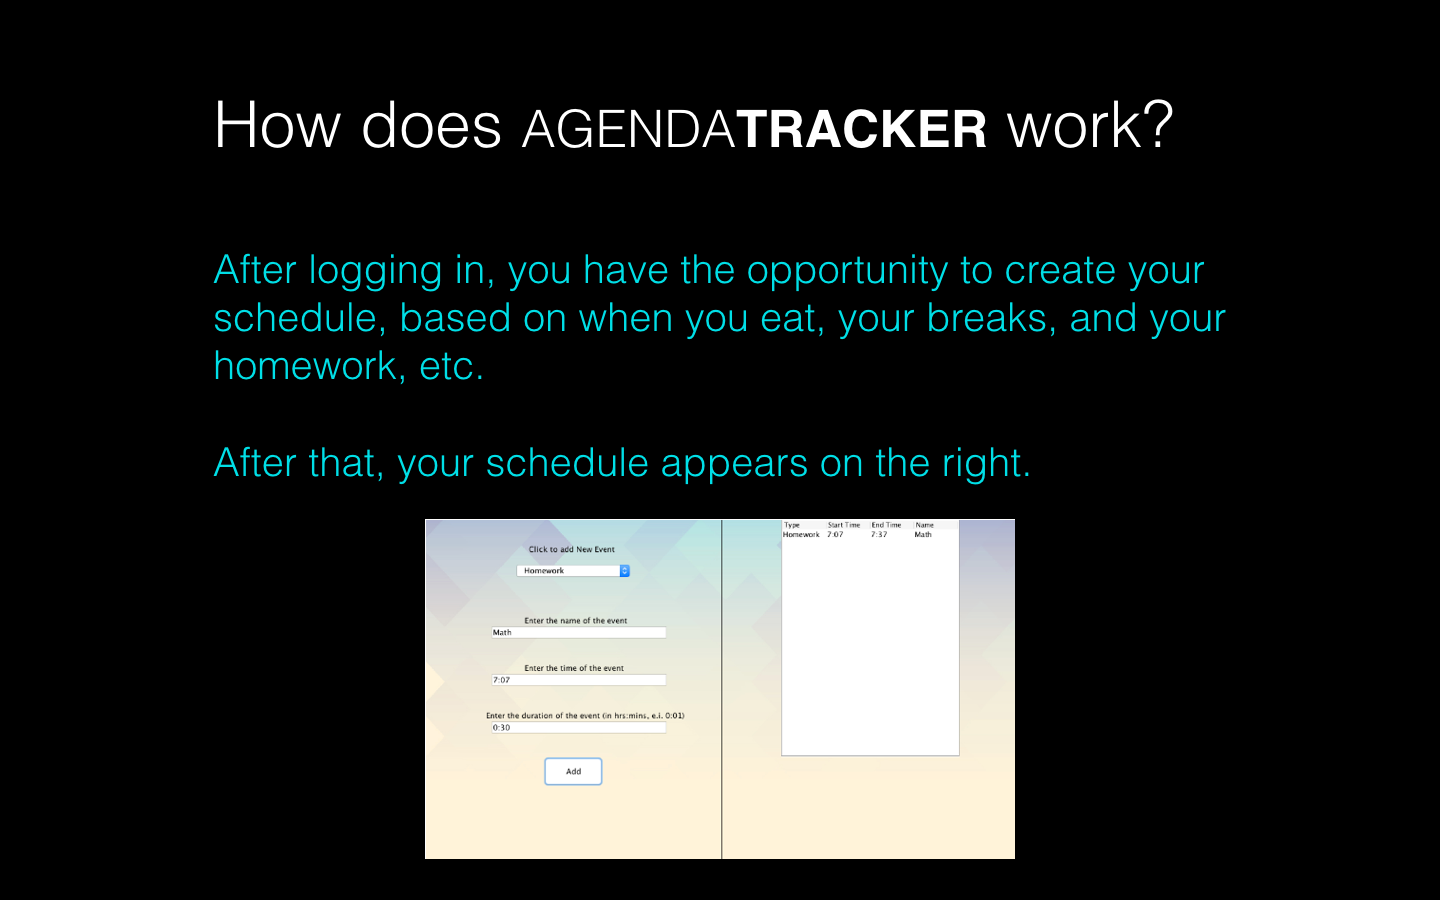 How does AGENDATRACKER work?
After logging in, you have the opportunity to create your
schedule, based on when you eat, your breaks, and your
homework, etc.
After that, your schedule appears on the right.
Click to add New Event
Homework
Enter the name of the event
Math
Enter the time of the event
7:07
Enter the duration of the event (in hrs:mins, e.i. 0:01)
0:30
Add
Type Start Time End Time Name
Homework 7:07 7:37 Math